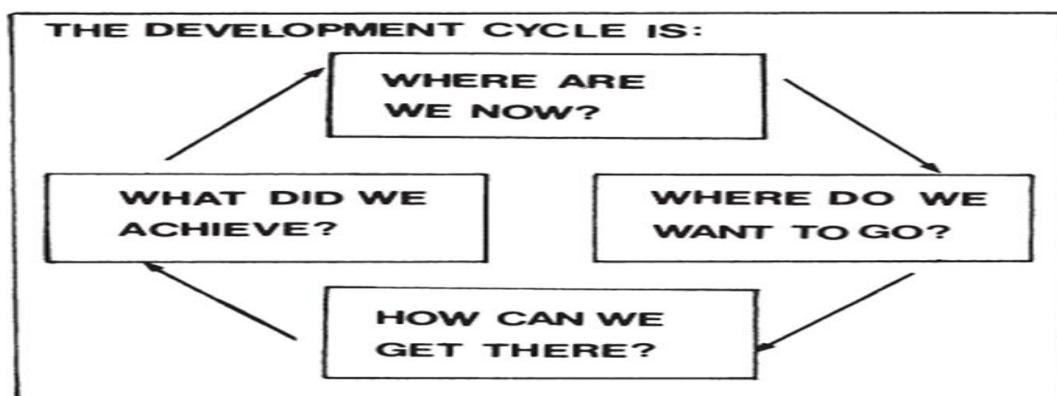 THE DEVELOPMENT CYCLE IS:
WHERE ARE
WE NOW?
WHERE DO WE
WANT TO GO?
HOW CAN WE
GET THERE?
WHAT DID WE
ACHIEVE?